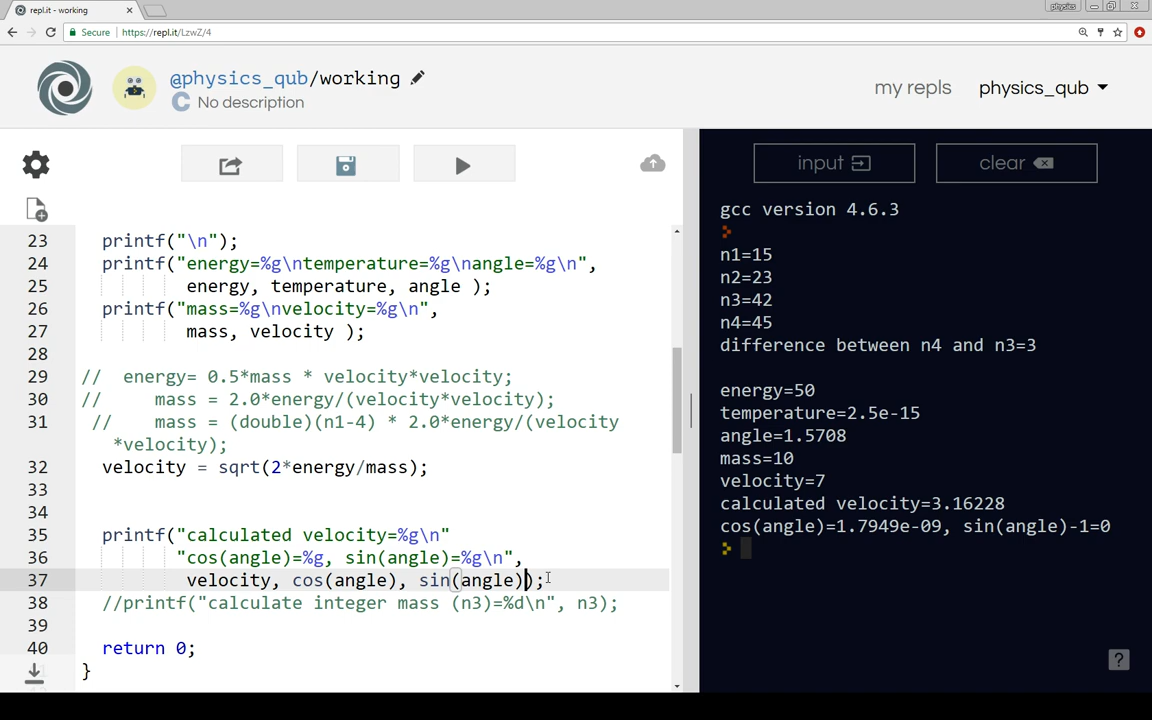 repl.it - working
physics
Secure https://repl.it/LzwZ/4
@physics_qub/working
C No description
my repls
physics_qub
input
clear
23 printf("\n");
24 printf("energy=%g\ntemperature=%g\nangle=%g\n",
25 energy, temperature, angle );
26 printf("mass=%g\nvelocity=%g\n",
27 mass, velocity );
28
29 // energy= 0.5*mass * velocity*velocity;
30 // mass = 2.0*energy/(velocity*velocity);
31 // mass = (double)(n1-4) * 2.0*energy/(velocity
*velocity);
32 velocity = sqrt(2*energy/mass);
33
34
35 printf("calculated velocity=%g\n"
36 "cos(angle)=%g, sin(angle)=%g\n",
37 velocity, cos(angle), sin(angle));
38 //printf("calculate integer mass (n3)=%d\n", n3);
39
40 return 0;
}
gcc version 4.6.3
n1=15
n2=23
n3=42
n4=45
difference between n4 and n3=3
energy=50
temperature=2.5e-15
angle=1.5708
mass=10
velocity=7
calculated velocity=3.16228
cos(angle)=1.7949e-09, sin(angle)-1=0
?